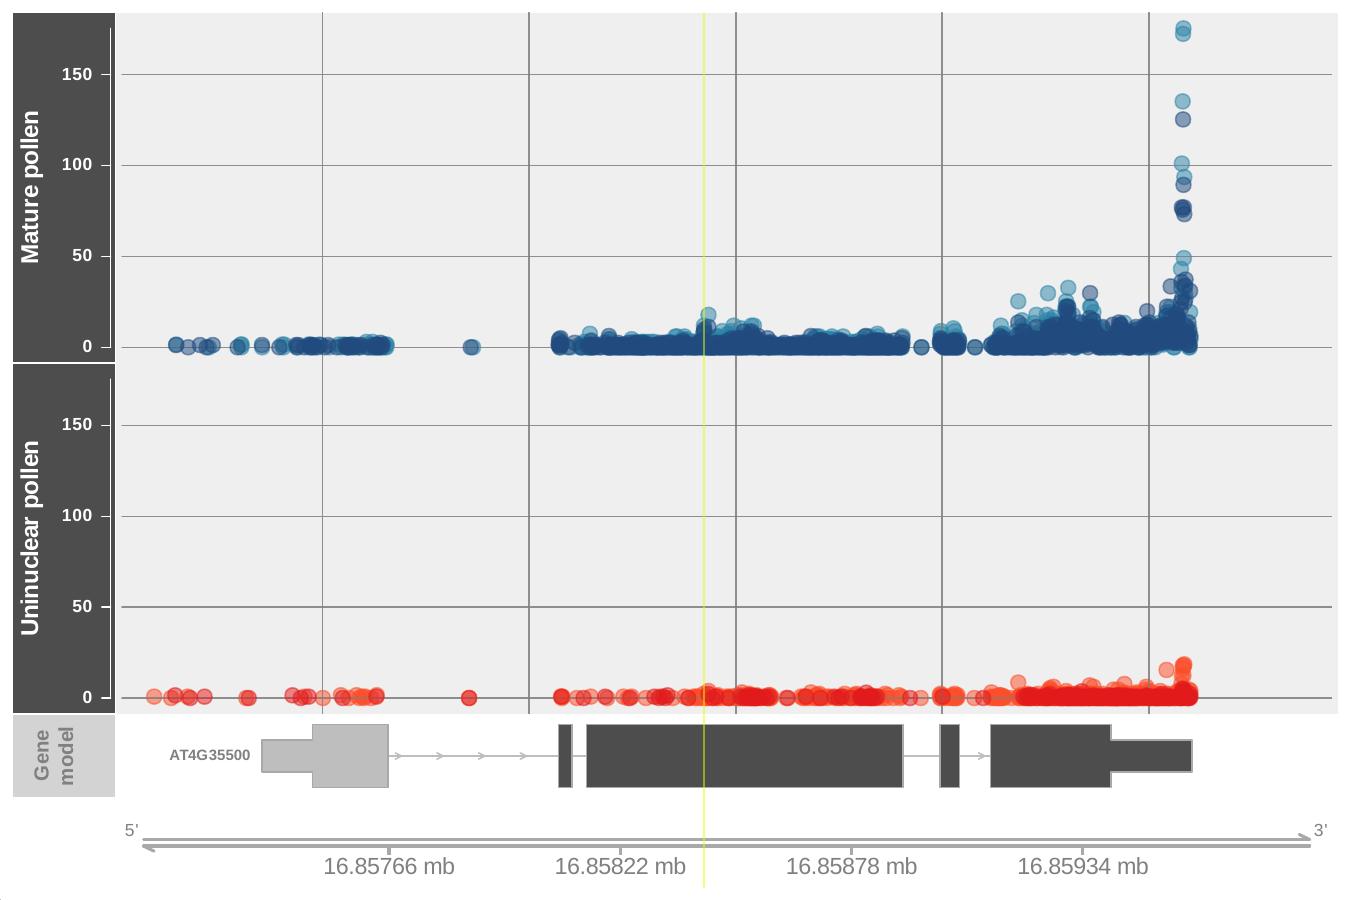 Mature pollen
150
100
50
0
Uninuclear pollen
150
100
50
0
Gene
model
AT4G35500
5'
3'
16.85766 mb
16.85822 mb
16.85878 mb
16.85934 mb